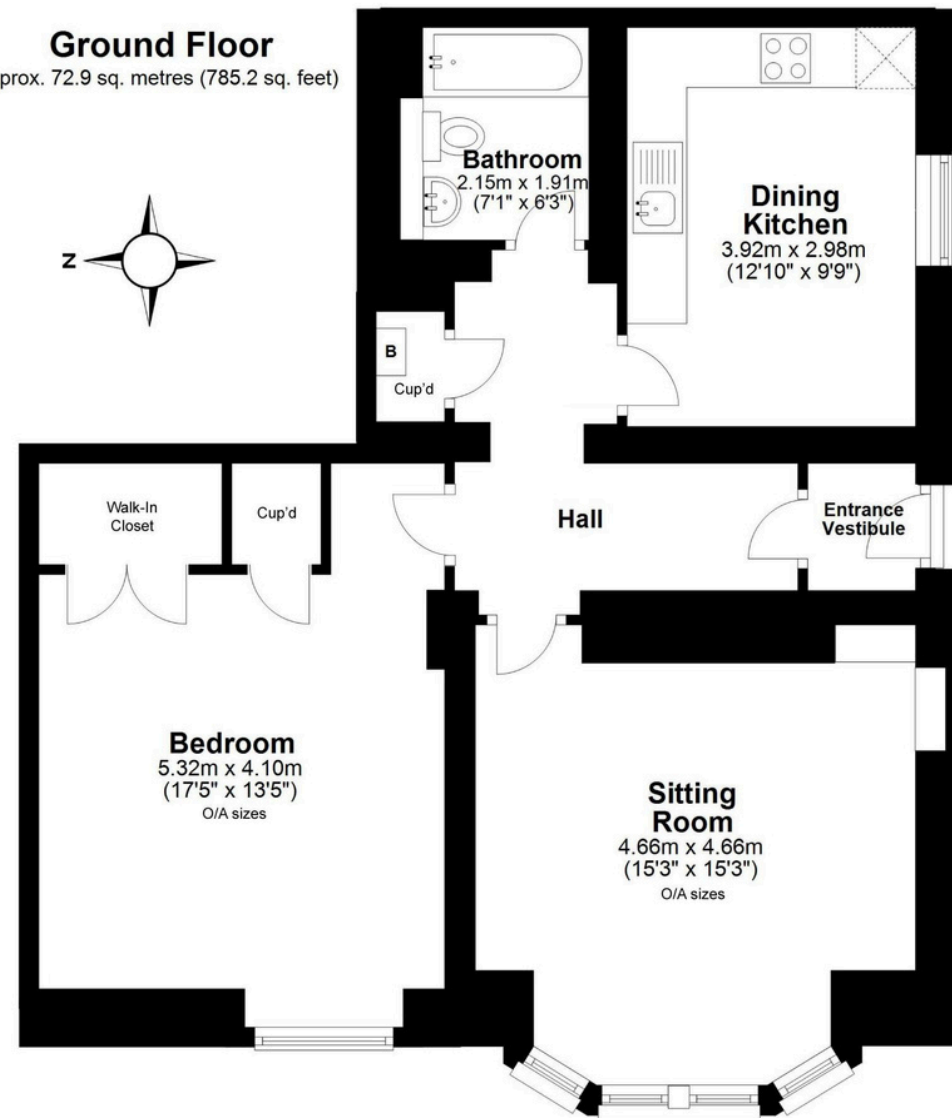 Ground Floor
prox. 72.9 sq. metres (785.2 sq. feet)
N
Bathroom
2.15m x 1.91m
(7'1" x 6'3")
Dining
Kitchen
3.92m x 2.98m
(12'10" x 9'9")
B
Cup'd
Walk-In
Closet
Cup'd
Hall
Entrance
Vestibule
Bedroom
5.32m x 4.10m
(17'5" x 13'5")
O/A sizes
Sitting
Room
4.66m x 4.66m
(15'3" x 15'3")
O/A sizes